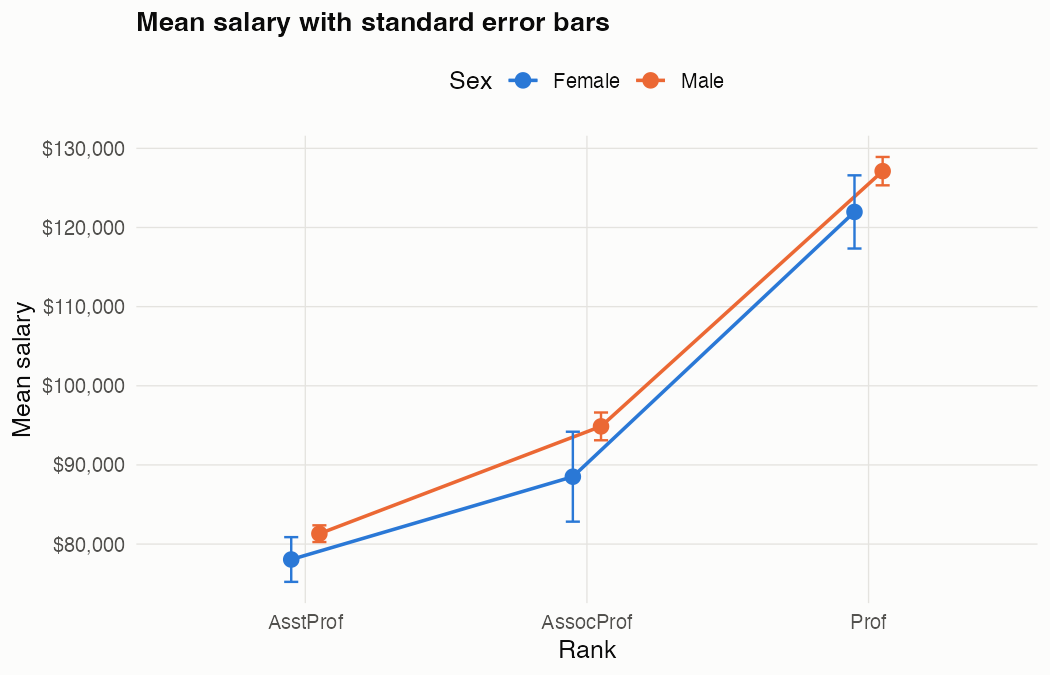 Mean salary with standard error bars
Sex Female Male
$130,000
$120,000
$110,000
$100,000
$90,000
$80,000
Mean salary
AsstProf AssocProf Prof
Rank